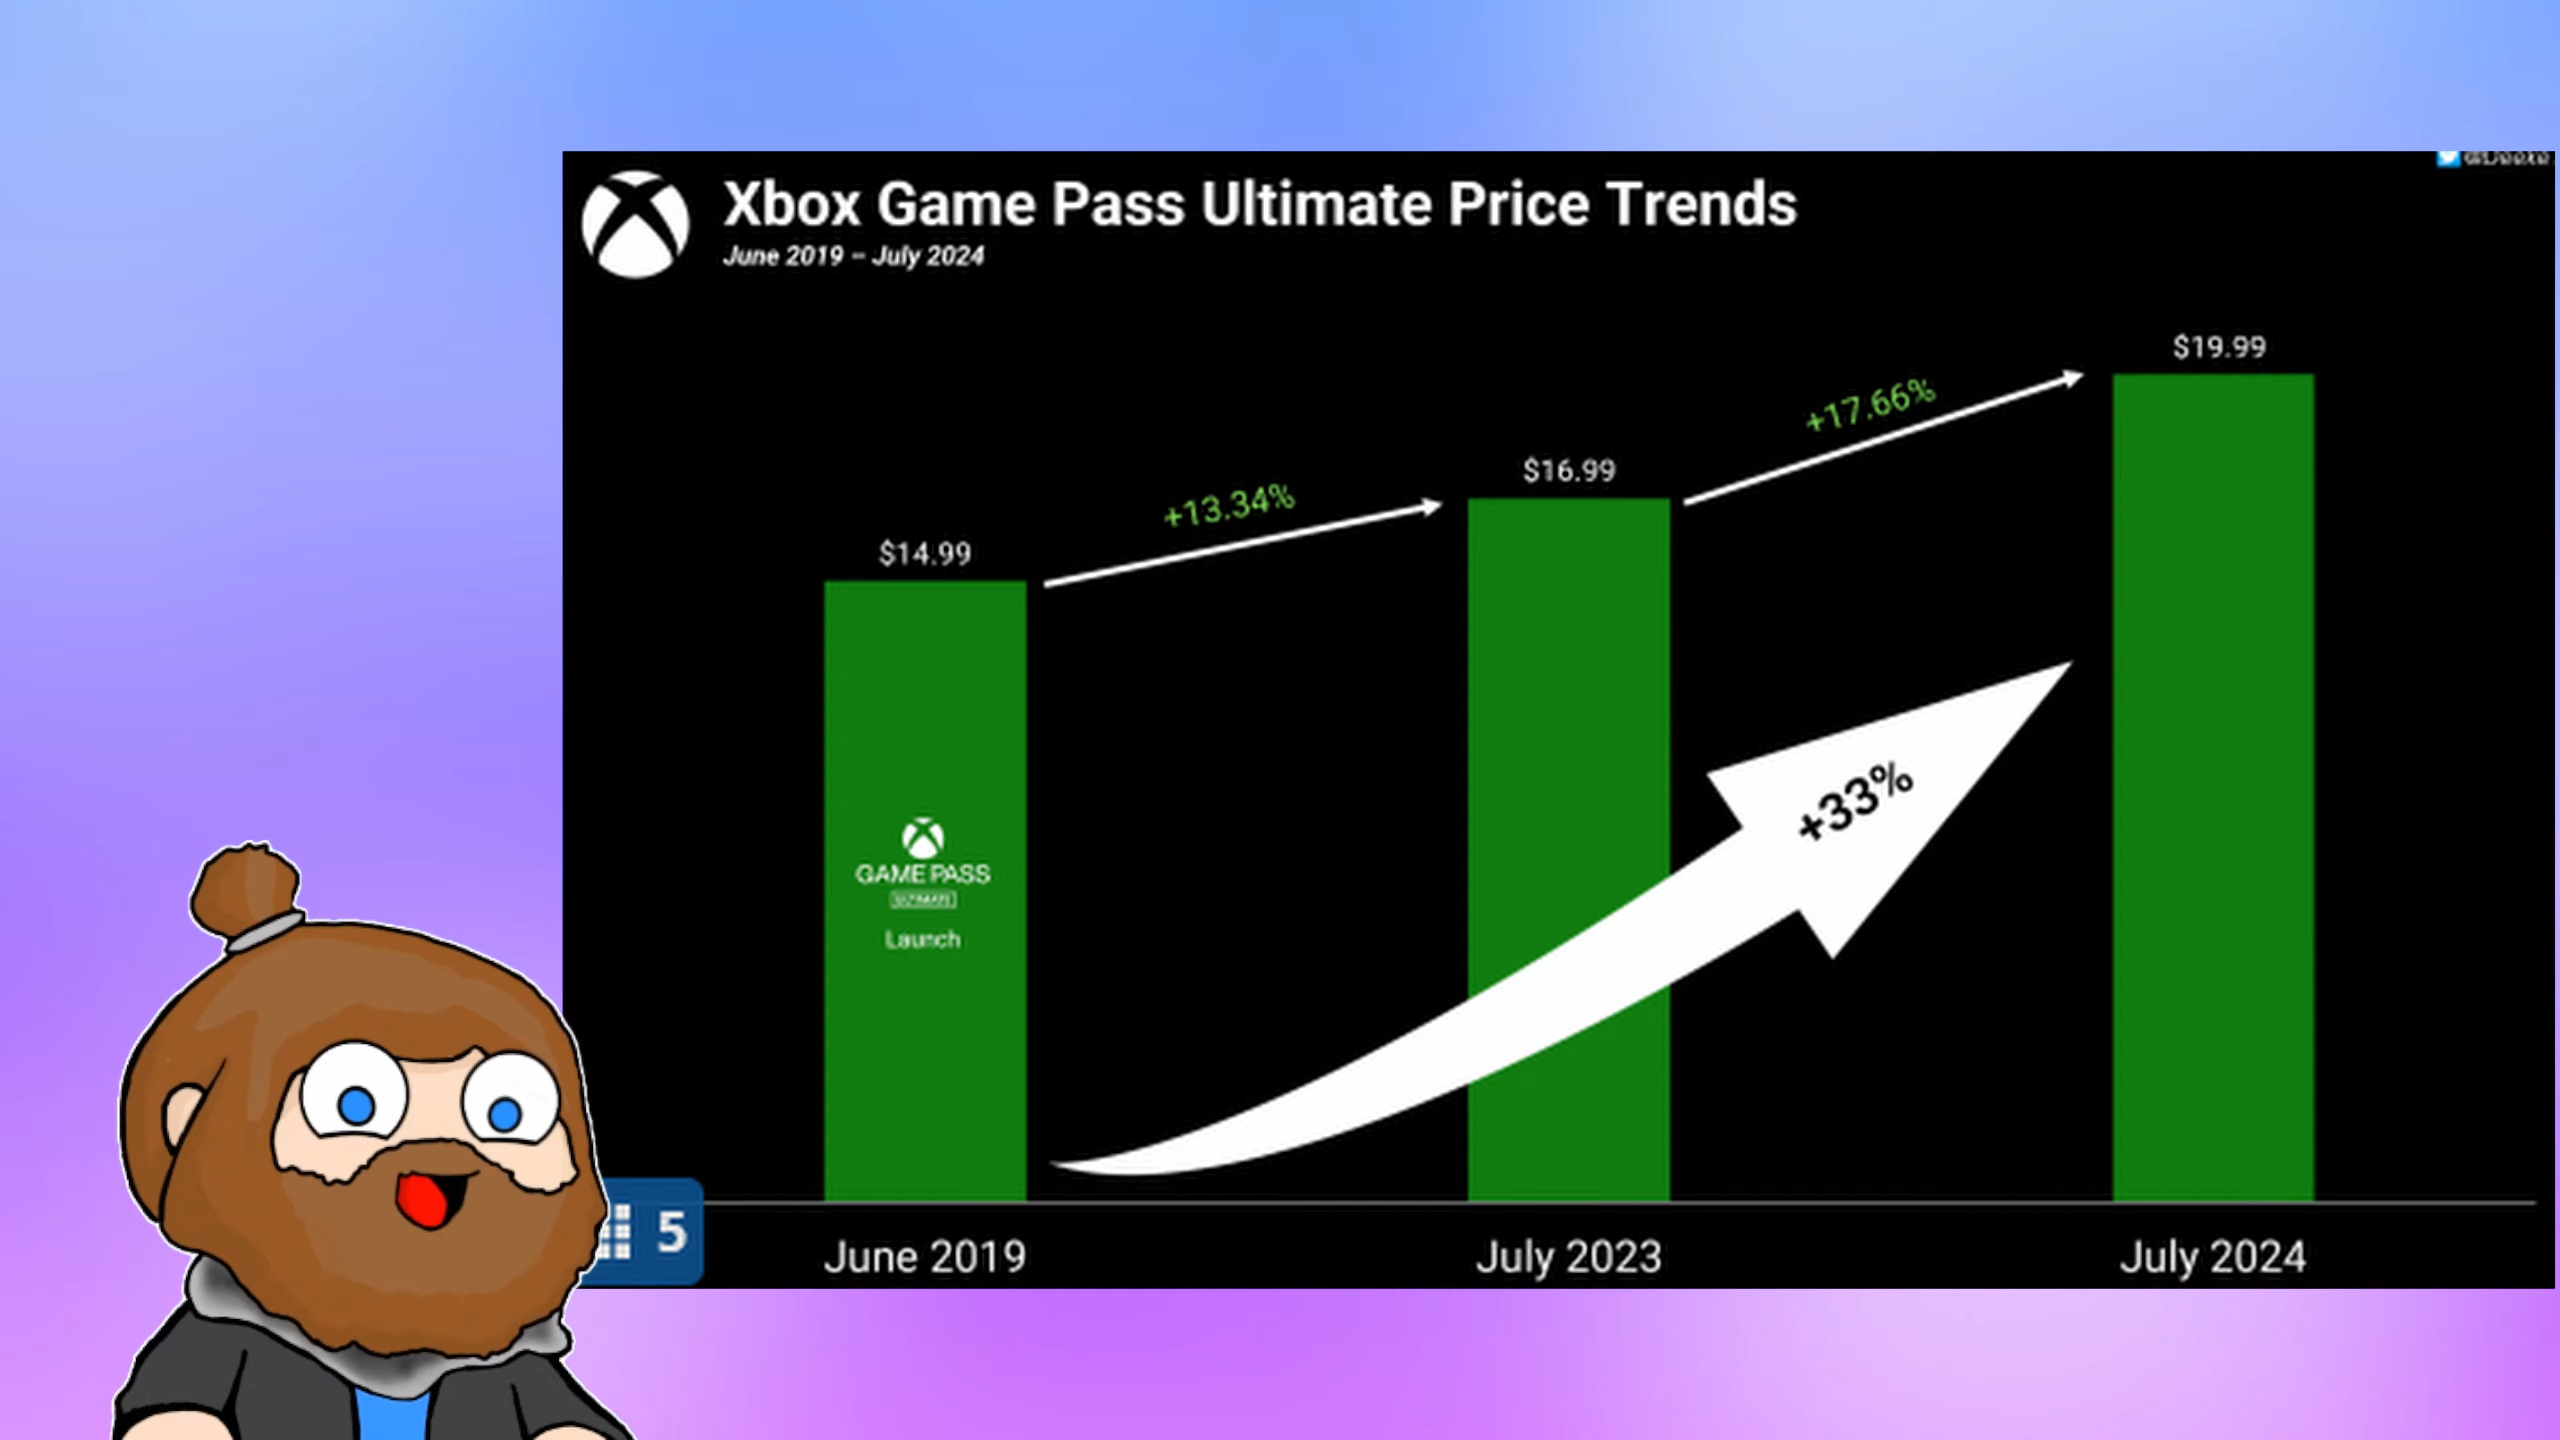 Xbox Game Pass Ultimate Price Trends
June 2019 – July 2024
$19.99
+17.66%
$16.99
+13.34%
$14.99
+33%
GAME PASS
ULTIMATE
Launch
5
June 2019
July 2023
July 2024